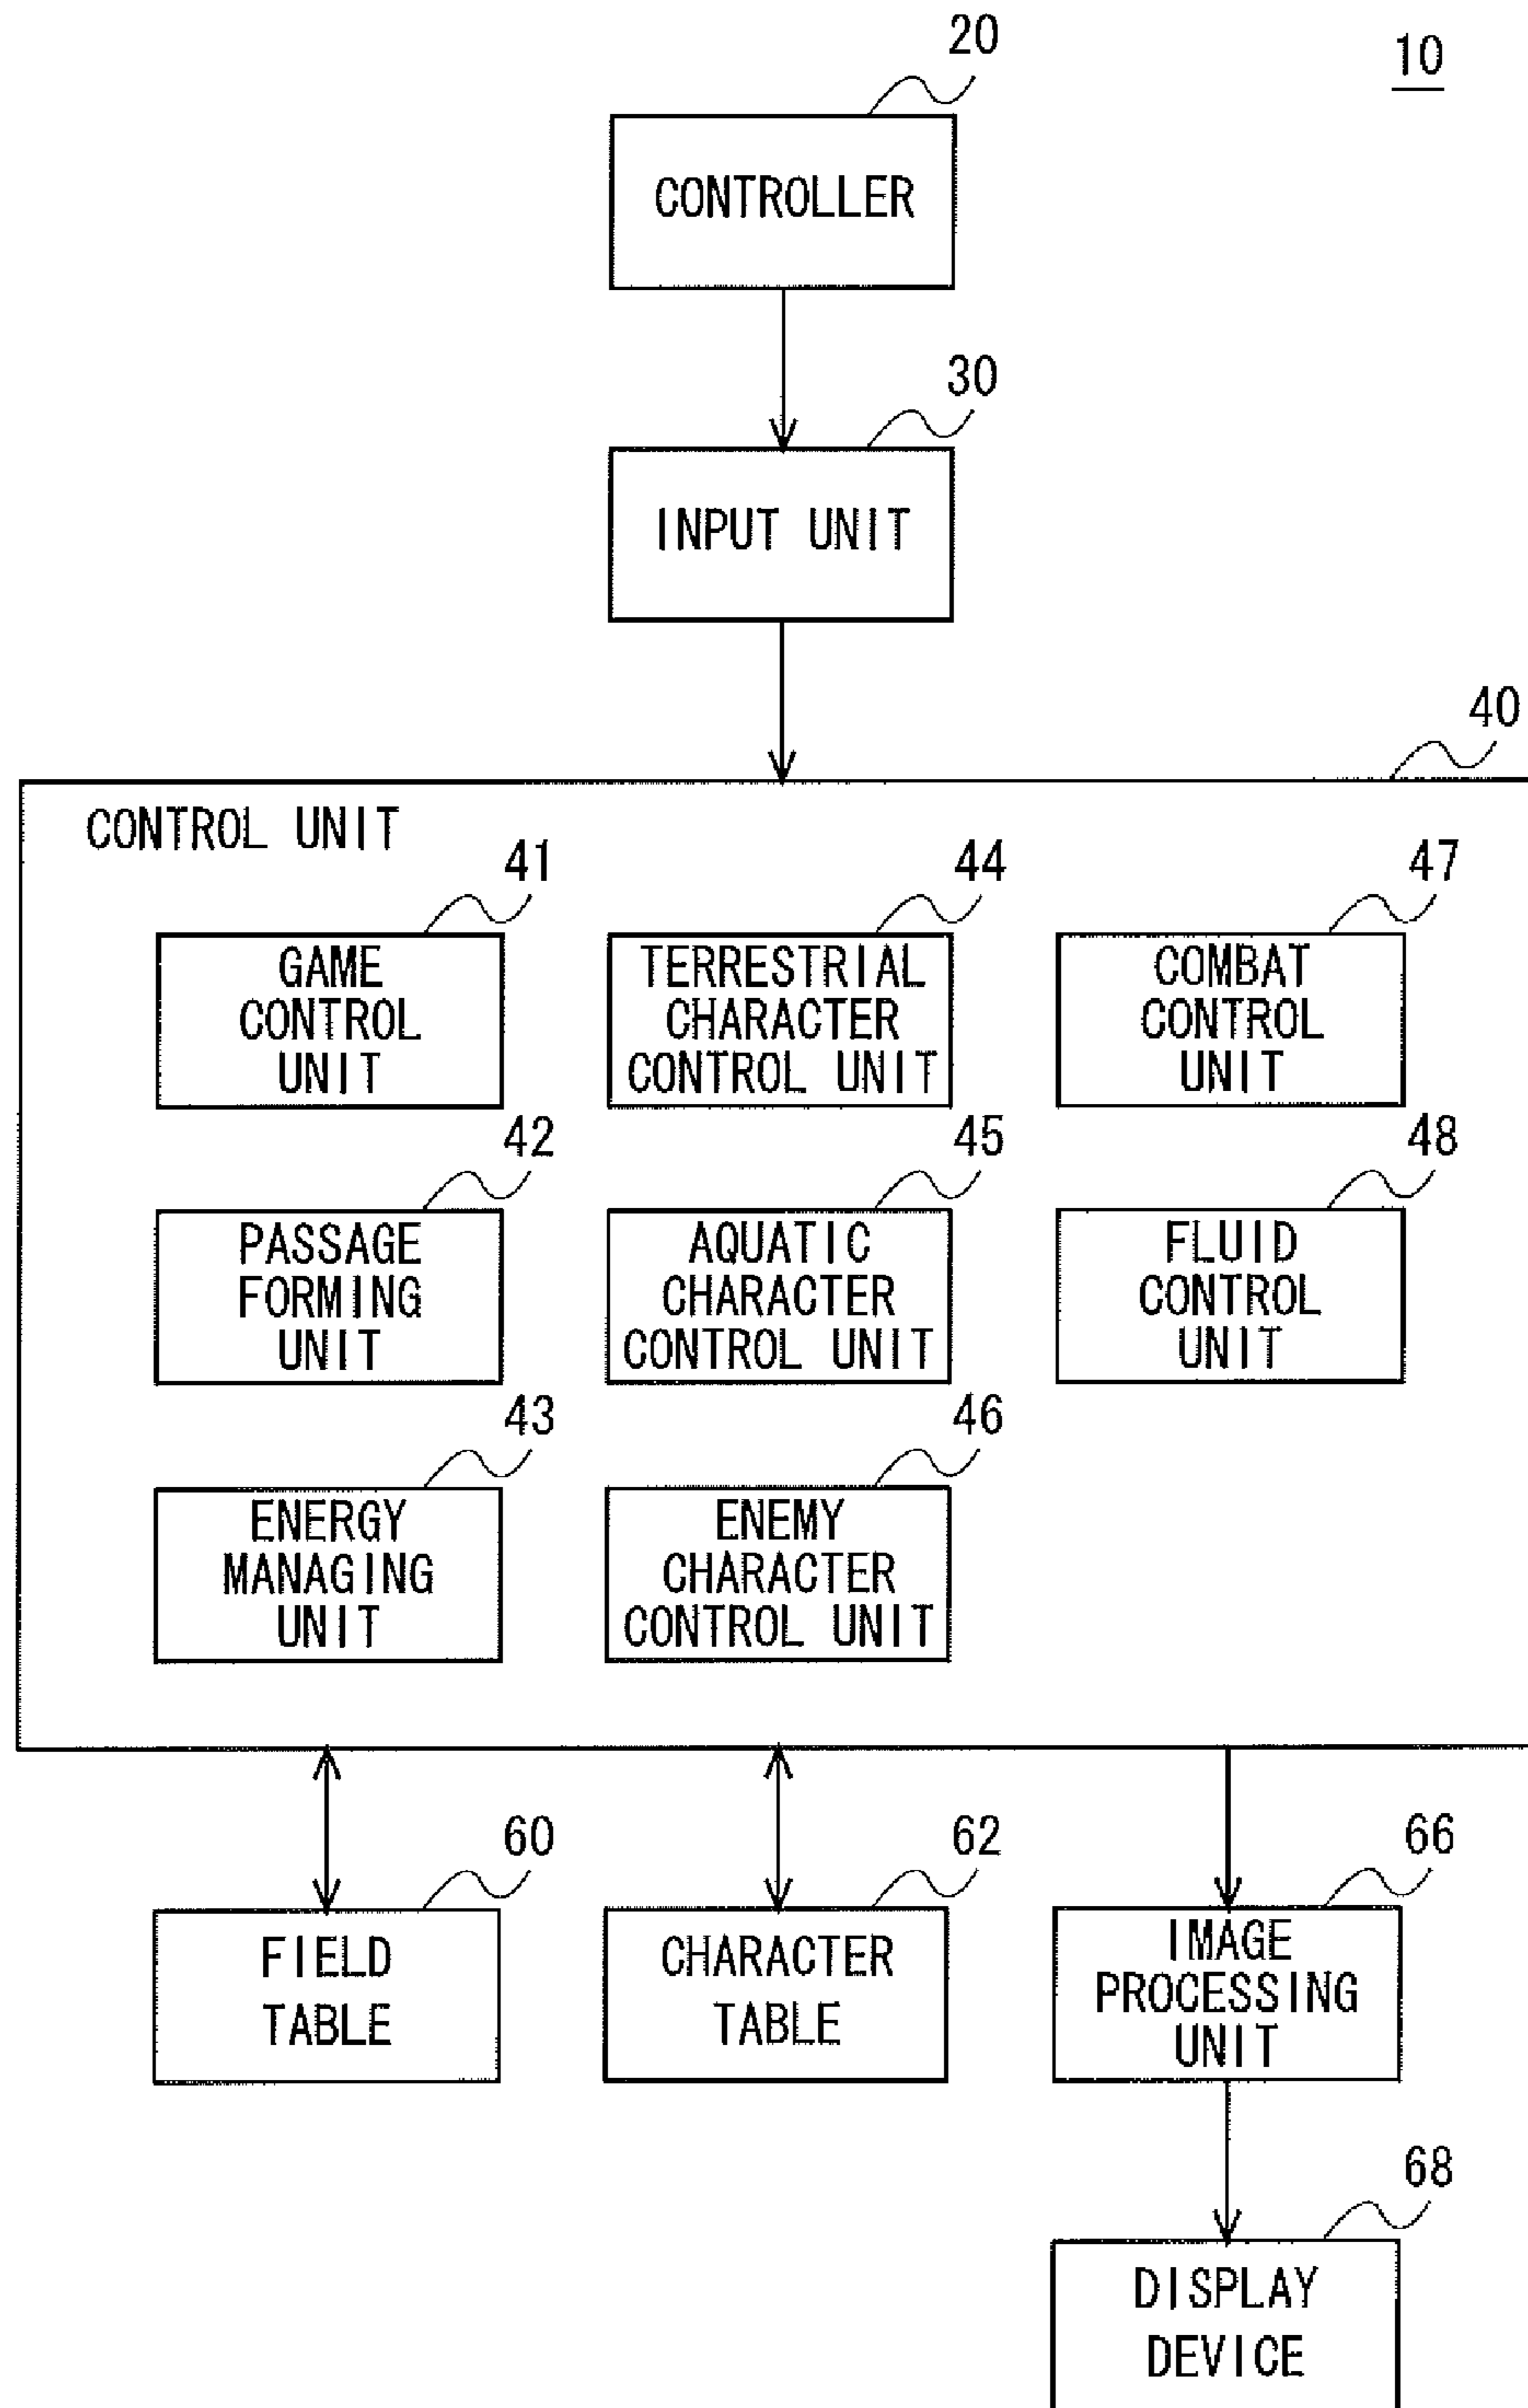 20
10
CONTROLLER
30
INPUT UNIT
40
CONTROL UNIT
41
GAME
CONTROL
UNIT
44
TERRESTRIAL
CHARACTER
CONTROL UNIT
47
COMBAT
CONTROL
UNIT
42
PASSAGE
FORMING
UNIT
45
AQUATIC
CHARACTER
CONTROL UNIT
48
FLUID
CONTROL
UNIT
43
ENERGY
MANAGING
UNIT
46
ENEMY
CHARACTER
CONTROL UNIT
60
FIELD
TABLE
62
CHARACTER
TABLE
66
IMAGE
PROCESSING
UNIT
68
DISPLAY
DEVICE